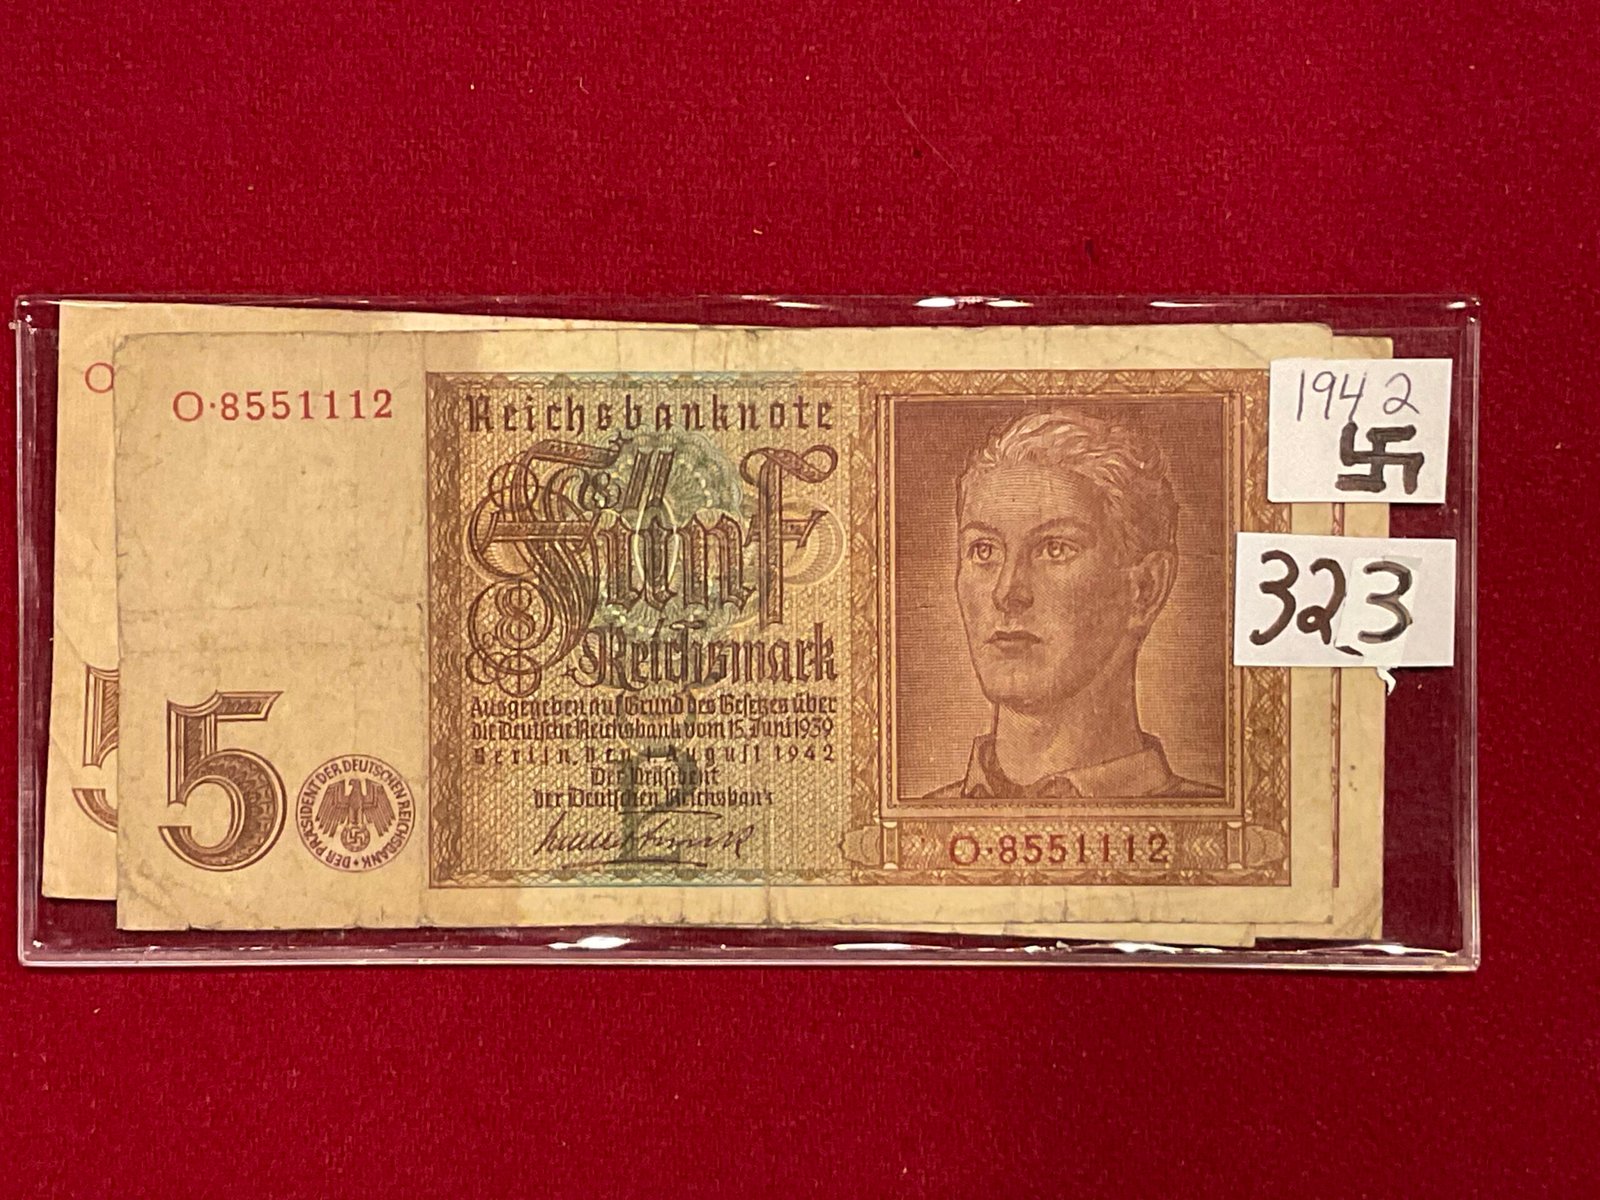 O
O·8551112
Reichsbanknote
Fünf
Reichsmark
Ausgegeben auf Grund des Gesetzes über
die Deutsche Reichsbank vom 15. Juni 1939
Berlin, den 1. August 1942
Der Präsident
der Deutschen Reichsbank
5
5
DER PRÄSIDENT DER DEUTSCHEN REICHSBANK
O·8551112
1942
323